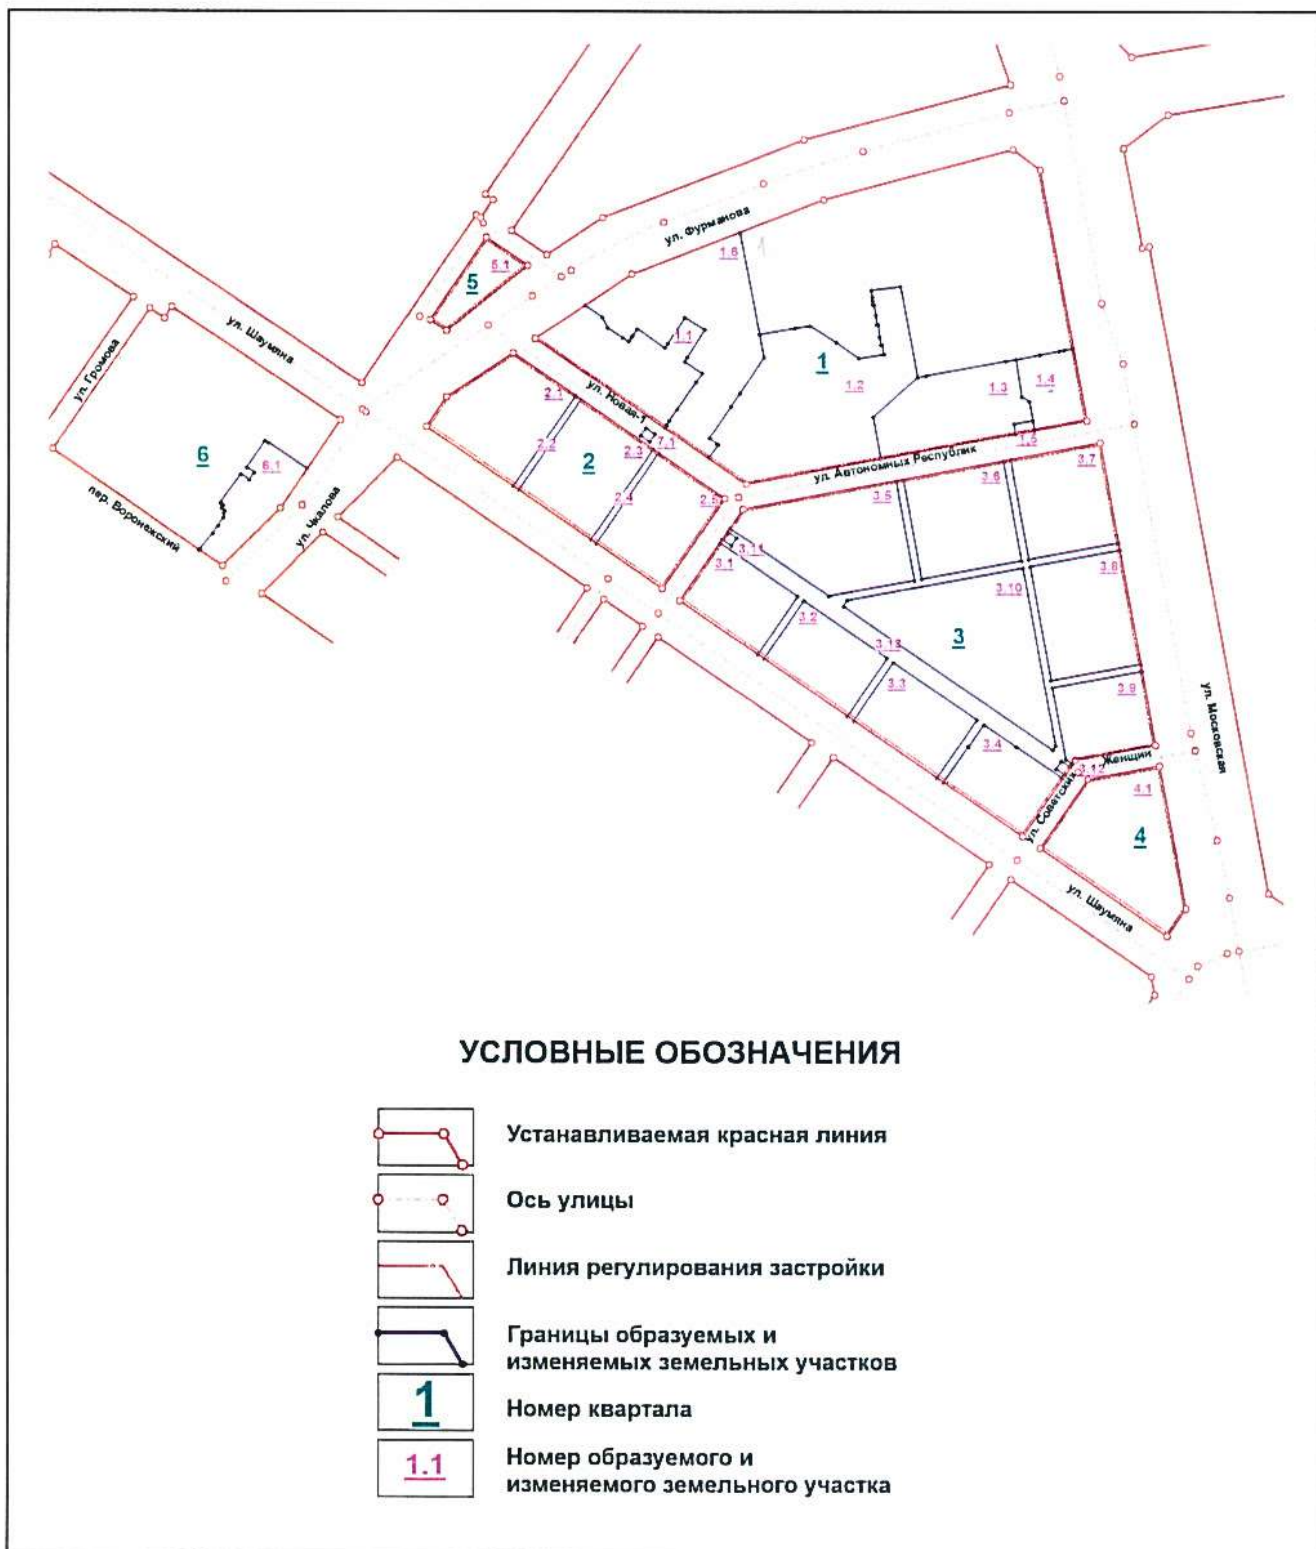 ул. Фурманова
1.6
5.1
5
ул. Шаумяна
ул. Громова
1.1
1
1.2
1.3
1.4
ул. Новая-1
2.1
2.2
2.3
7.1
2
2.4
2.5
1.5
ул. Автономных Республик
3.7
3.6
3.5
6
6.1
пер. Воронежский
ул. Чкалова
3.11
3.1
3.8
3.10
3.2
3
3.3
3.9
ул. Московская
3.4
Женщин
3.12
4.1
ул. Советских
4
ул. Шаумяна
УСЛОВНЫЕ ОБОЗНАЧЕНИЯ
Устанавливаемая красная линия
Ось улицы
Линия регулирования застройки
Границы образуемых и
изменяемых земельных участков
1
Номер квартала
1.1
Номер образуемого и
изменяемого земельного участка